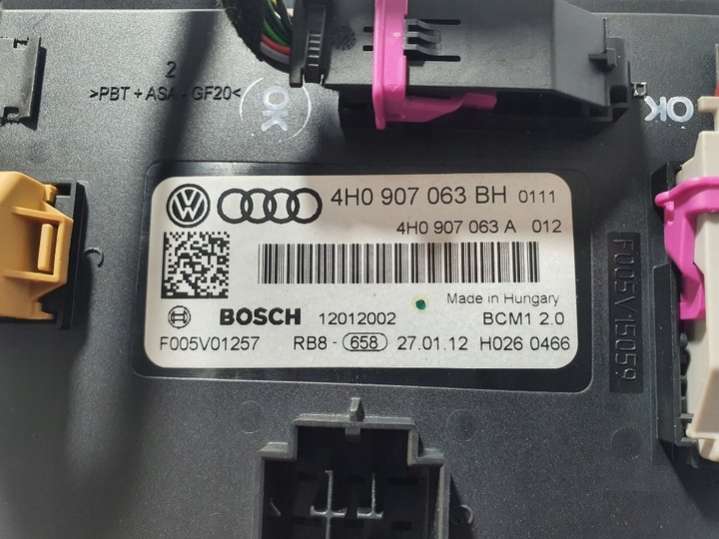 2
>PBT + ASA - GF20<
OK
OK
4H0 907 063 BH 0111
4H0 907 063 A 012
Made in Hungary
BOSCH 12012002 BCM1 2.0
F005V01257 RB8- 658 27.01.12 H026 0466
F005V15059